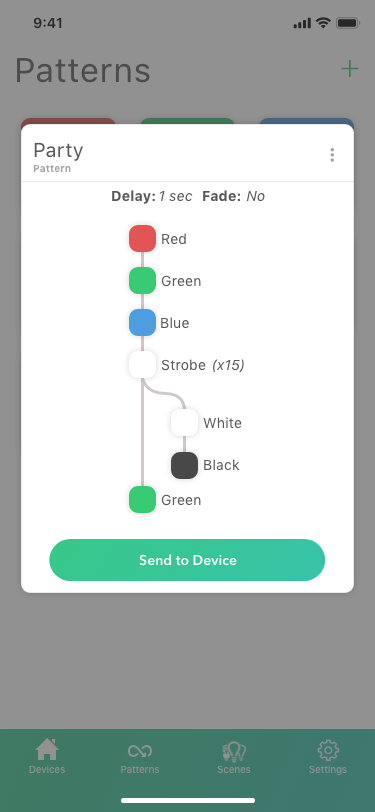 9:41
Patterns
Party
Pattern
Delay: 1 sec Fade: No
Red
Green
Blue
Strobe (x15)
White
Black
Green
Send to Device
Devices Patterns Scenes Settings